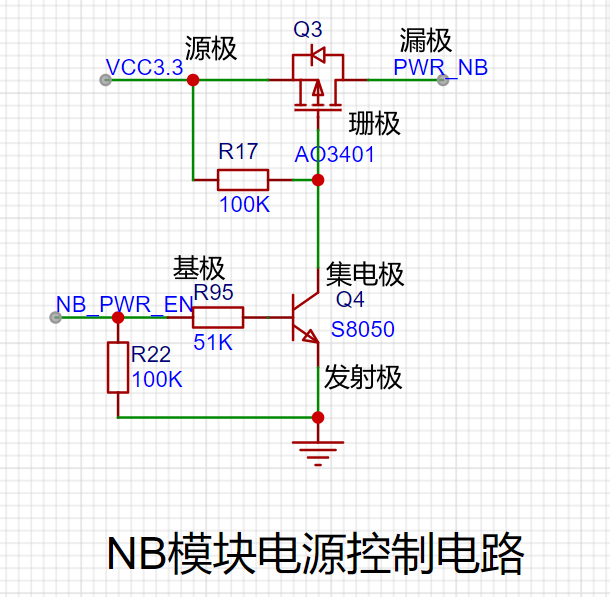 Q3
源极
漏极
VCC3.3
PWR_NB
珊极
R17
AO3401
100K
基极
集电极
R95
Q4
NB_PWR_EN
S8050
51K
R22
100K
发射极
NB模块电源控制电路